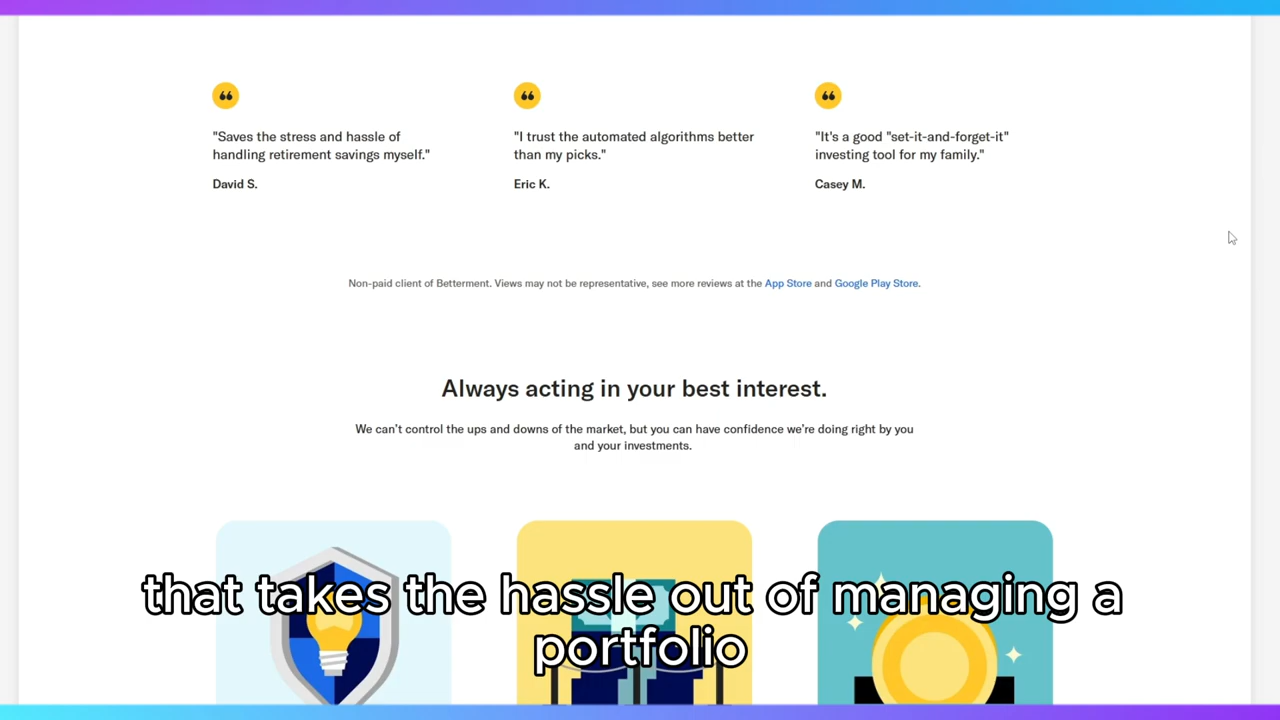 "Saves the stress and hassle of
handling retirement savings myself."
David S.
"I trust the automated algorithms better
than my picks."
Eric K.
"It's a good "set-it-and-forget-it"
investing tool for my family."
Casey M.
Non-paid client of Betterment. Views may not be representative, see more reviews at the App Store and Google Play Store.
Always acting in your best interest.
We can't control the ups and downs of the market, but you can have confidence we're doing right by you
and your investments.
that takes the hassle out of managing a
portfolio